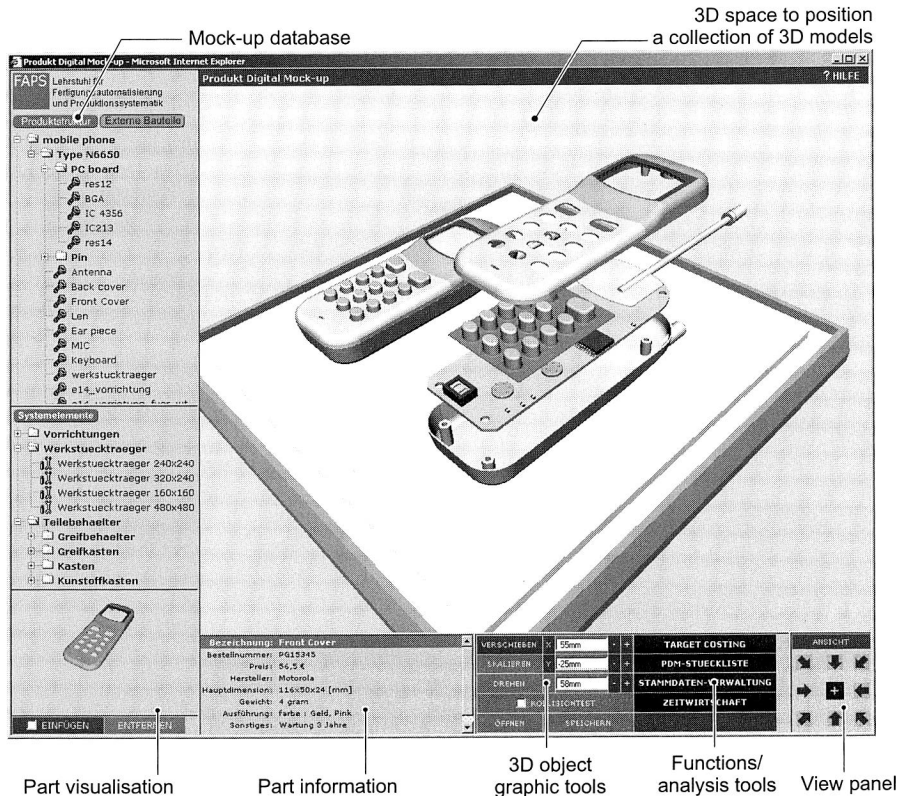 3D space to position
a collection of 3D models
Mock-up database
Produkt Digital Mock-up - Microsoft Internet Explorer
FAPS
Lehrstuhl für
Fertigungsautomatisierung
und Produktionssystematik
Produkt Digital Mock-up
? HILFE
Produktstruktur
Externe Bauteile
mobile phone
Type N6650
PC board
res12
BGA
IC 4356
IC213
res14
Pin
Antenna
Back cover
Front Cover
Len
Ear piece
MIC
Keyboard
werkstucktraeger
e14_vorrichtung
Systemelemente
Vorrichtungen
Werkstuecktraeger
Werkstuecktraeger 240x240
Werkstuecktraeger 320x240
Werkstuecktraeger 160x160
Werkstuecktraeger 480x480
Teilebehaelter
Greifbehaelter
Greifkasten
Kasten
Kunstoffkasten
EINFÜGEN
ENTFERNEN
Bezeichnung: Front Cover
Bestellnummer: PG15345
Preis: 56,5 €
Hersteller: Motorola
Hauptdimension: 116x50x24 [mm]
Gewicht: 4 gram
Ausführung: farbe : Geld, Pink
Sonstiges: Wartung 3 Jahre
VERSCHIEBEN X 55mm - +
SKALIEREN Y -25mm - +
DREHEN 58mm - +
KOLLISIONTEST
ÖFFNEN SPEICHERN
TARGET COSTING
PDM-STUECKLISTE
STAMMDATEN-VERWALTUNG
ZEITWIRTSCHAFT
ANSICHT
Part visualisation
Part information
3D object
graphic tools
Functions/
analysis tools
View panel